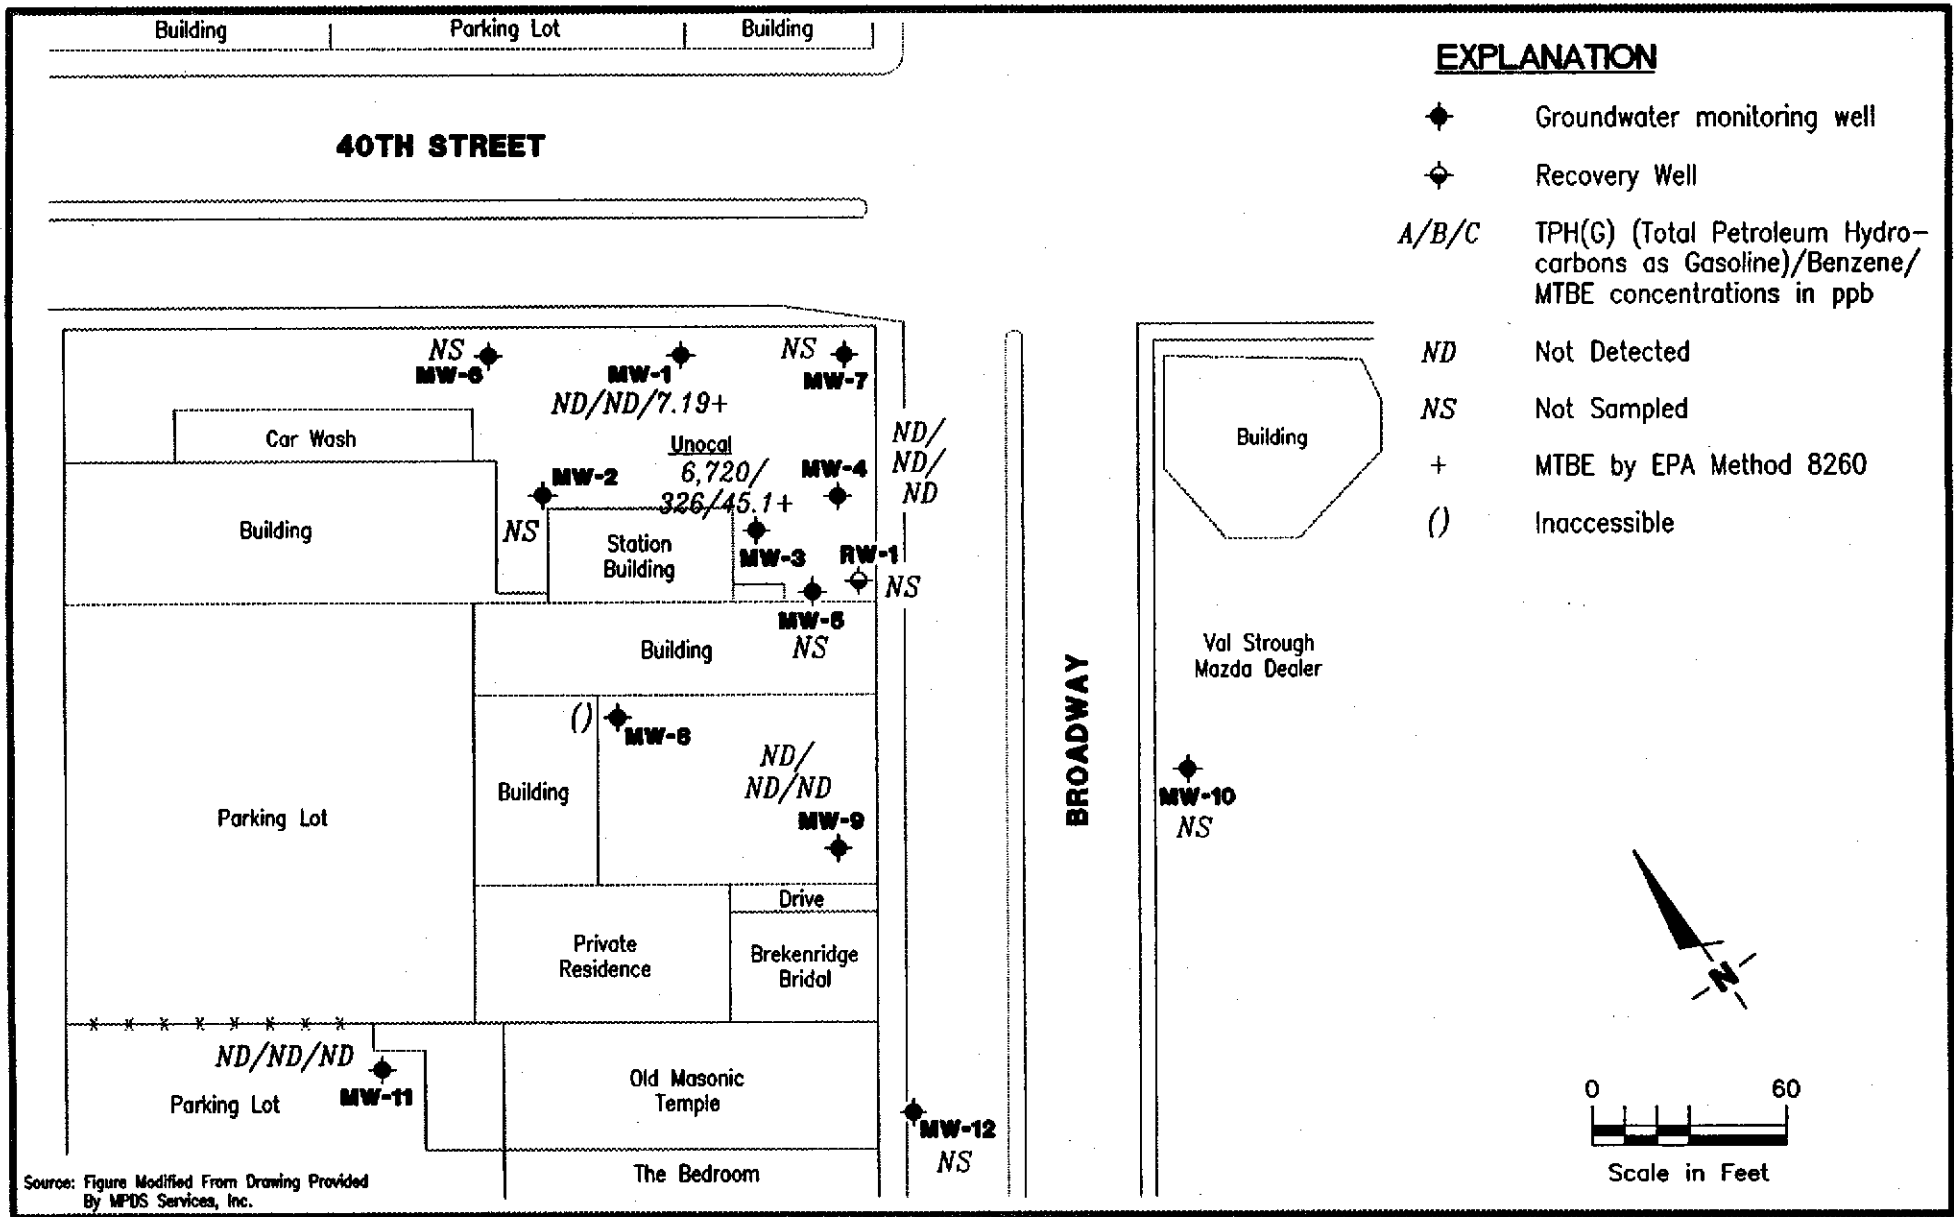 Building
Parking Lot
Building
40TH STREET
EXPLANATION
Groundwater monitoring well
Recovery Well
A/B/C
TPH(G) (Total Petroleum Hydro-
carbons as Gasoline)/Benzene/
MTBE concentrations in ppb
ND
Not Detected
NS
Not Sampled
+
MTBE by EPA Method 8260
()
Inaccessible
NS
MW-6
MW-1
ND/ND/7.19+
NS
MW-7
Car Wash
Unocal
6,720/
326/45.1+
MW-4
ND/
ND/
ND
MW-2
NS
Building
Station
Building
MW-3
RW-1
NS
MW-5
NS
Building
Building
Val Strough
Mazda Dealer
BROADWAY
()
MW-8
ND/
ND/ND
MW-9
Building
Parking Lot
MW-10
NS
Drive
Private
Residence
Brekenridge
Bridal
N
ND/ND/ND
MW-11
Parking Lot
Old Masonic
Temple
MW-12
NS
The Bedroom
0 60
Scale in Feet
Source: Figure Modified From Drawing Provided
By MPDS Services, Inc.